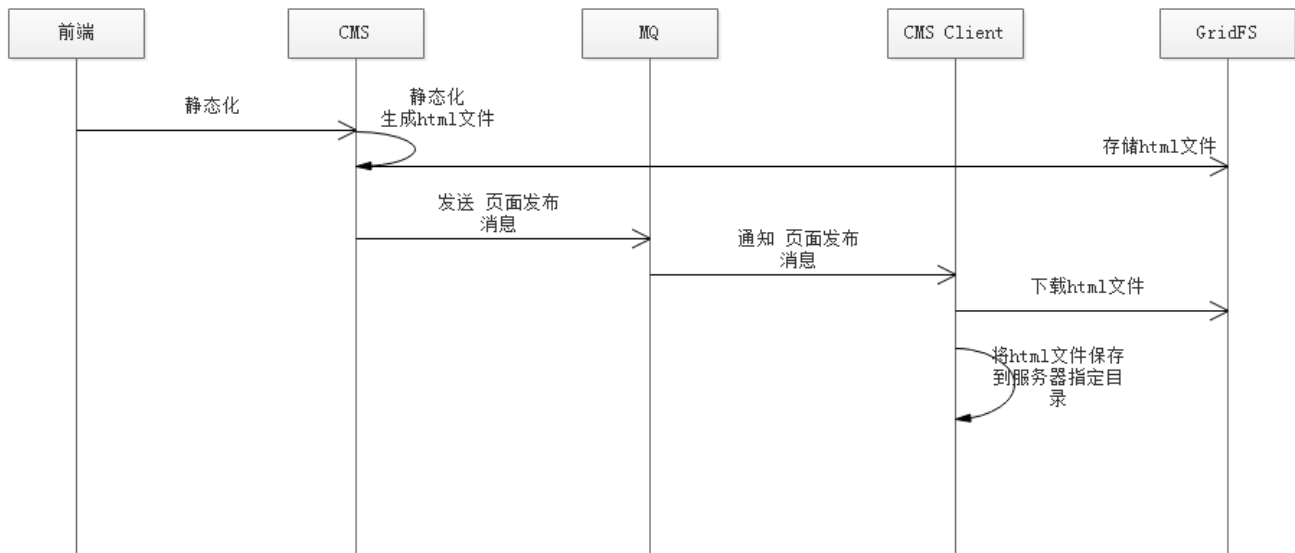 前端
CMS
MQ
CMS Client
GridFS
静态化
静态化
生成html文件
存储html文件
发送 页面发布
消息
通知 页面发布
消息
下载html文件
将html文件保存
到服务器指定目
录